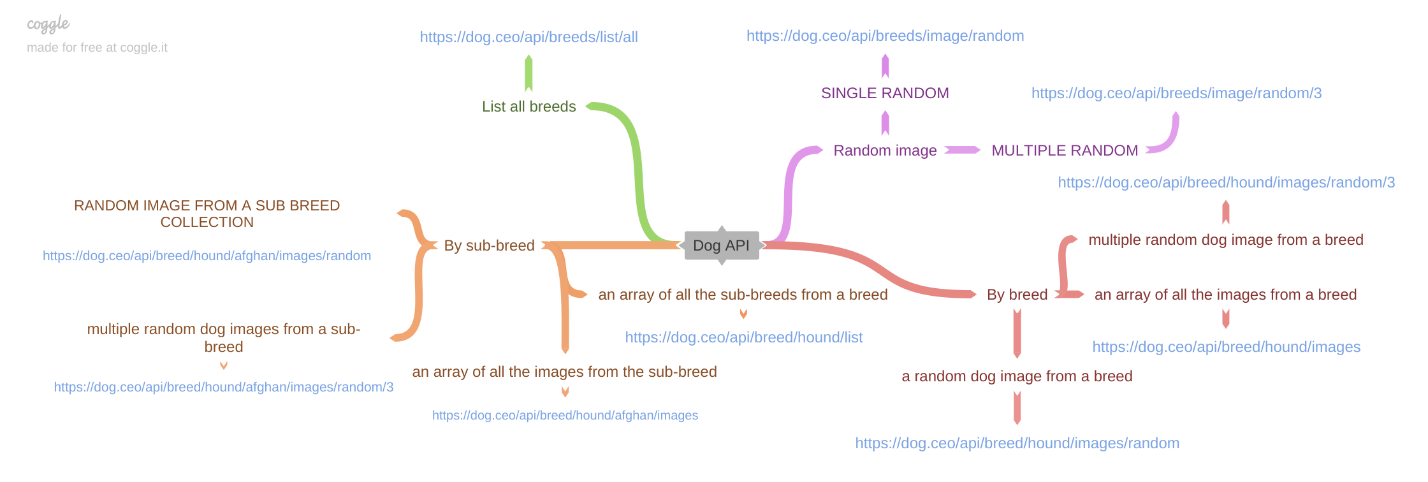 coggle
made for free at coggle.it
https://dog.ceo/api/breeds/list/all
List all breeds
https://dog.ceo/api/breeds/image/random
SINGLE RANDOM
https://dog.ceo/api/breeds/image/random/3
Random image
MULTIPLE RANDOM
Dog API
RANDOM IMAGE FROM A SUB BREED
COLLECTION
https://dog.ceo/api/breed/hound/afghan/images/random
By sub-breed
multiple random dog images from a sub-
breed
https://dog.ceo/api/breed/hound/afghan/images/random/3
an array of all the sub-breeds from a breed
https://dog.ceo/api/breed/hound/list
an array of all the images from the sub-breed
https://dog.ceo/api/breed/hound/afghan/images
https://dog.ceo/api/breed/hound/images/random/3
multiple random dog image from a breed
By breed
an array of all the images from a breed
https://dog.ceo/api/breed/hound/images
a random dog image from a breed
https://dog.ceo/api/breed/hound/images/random